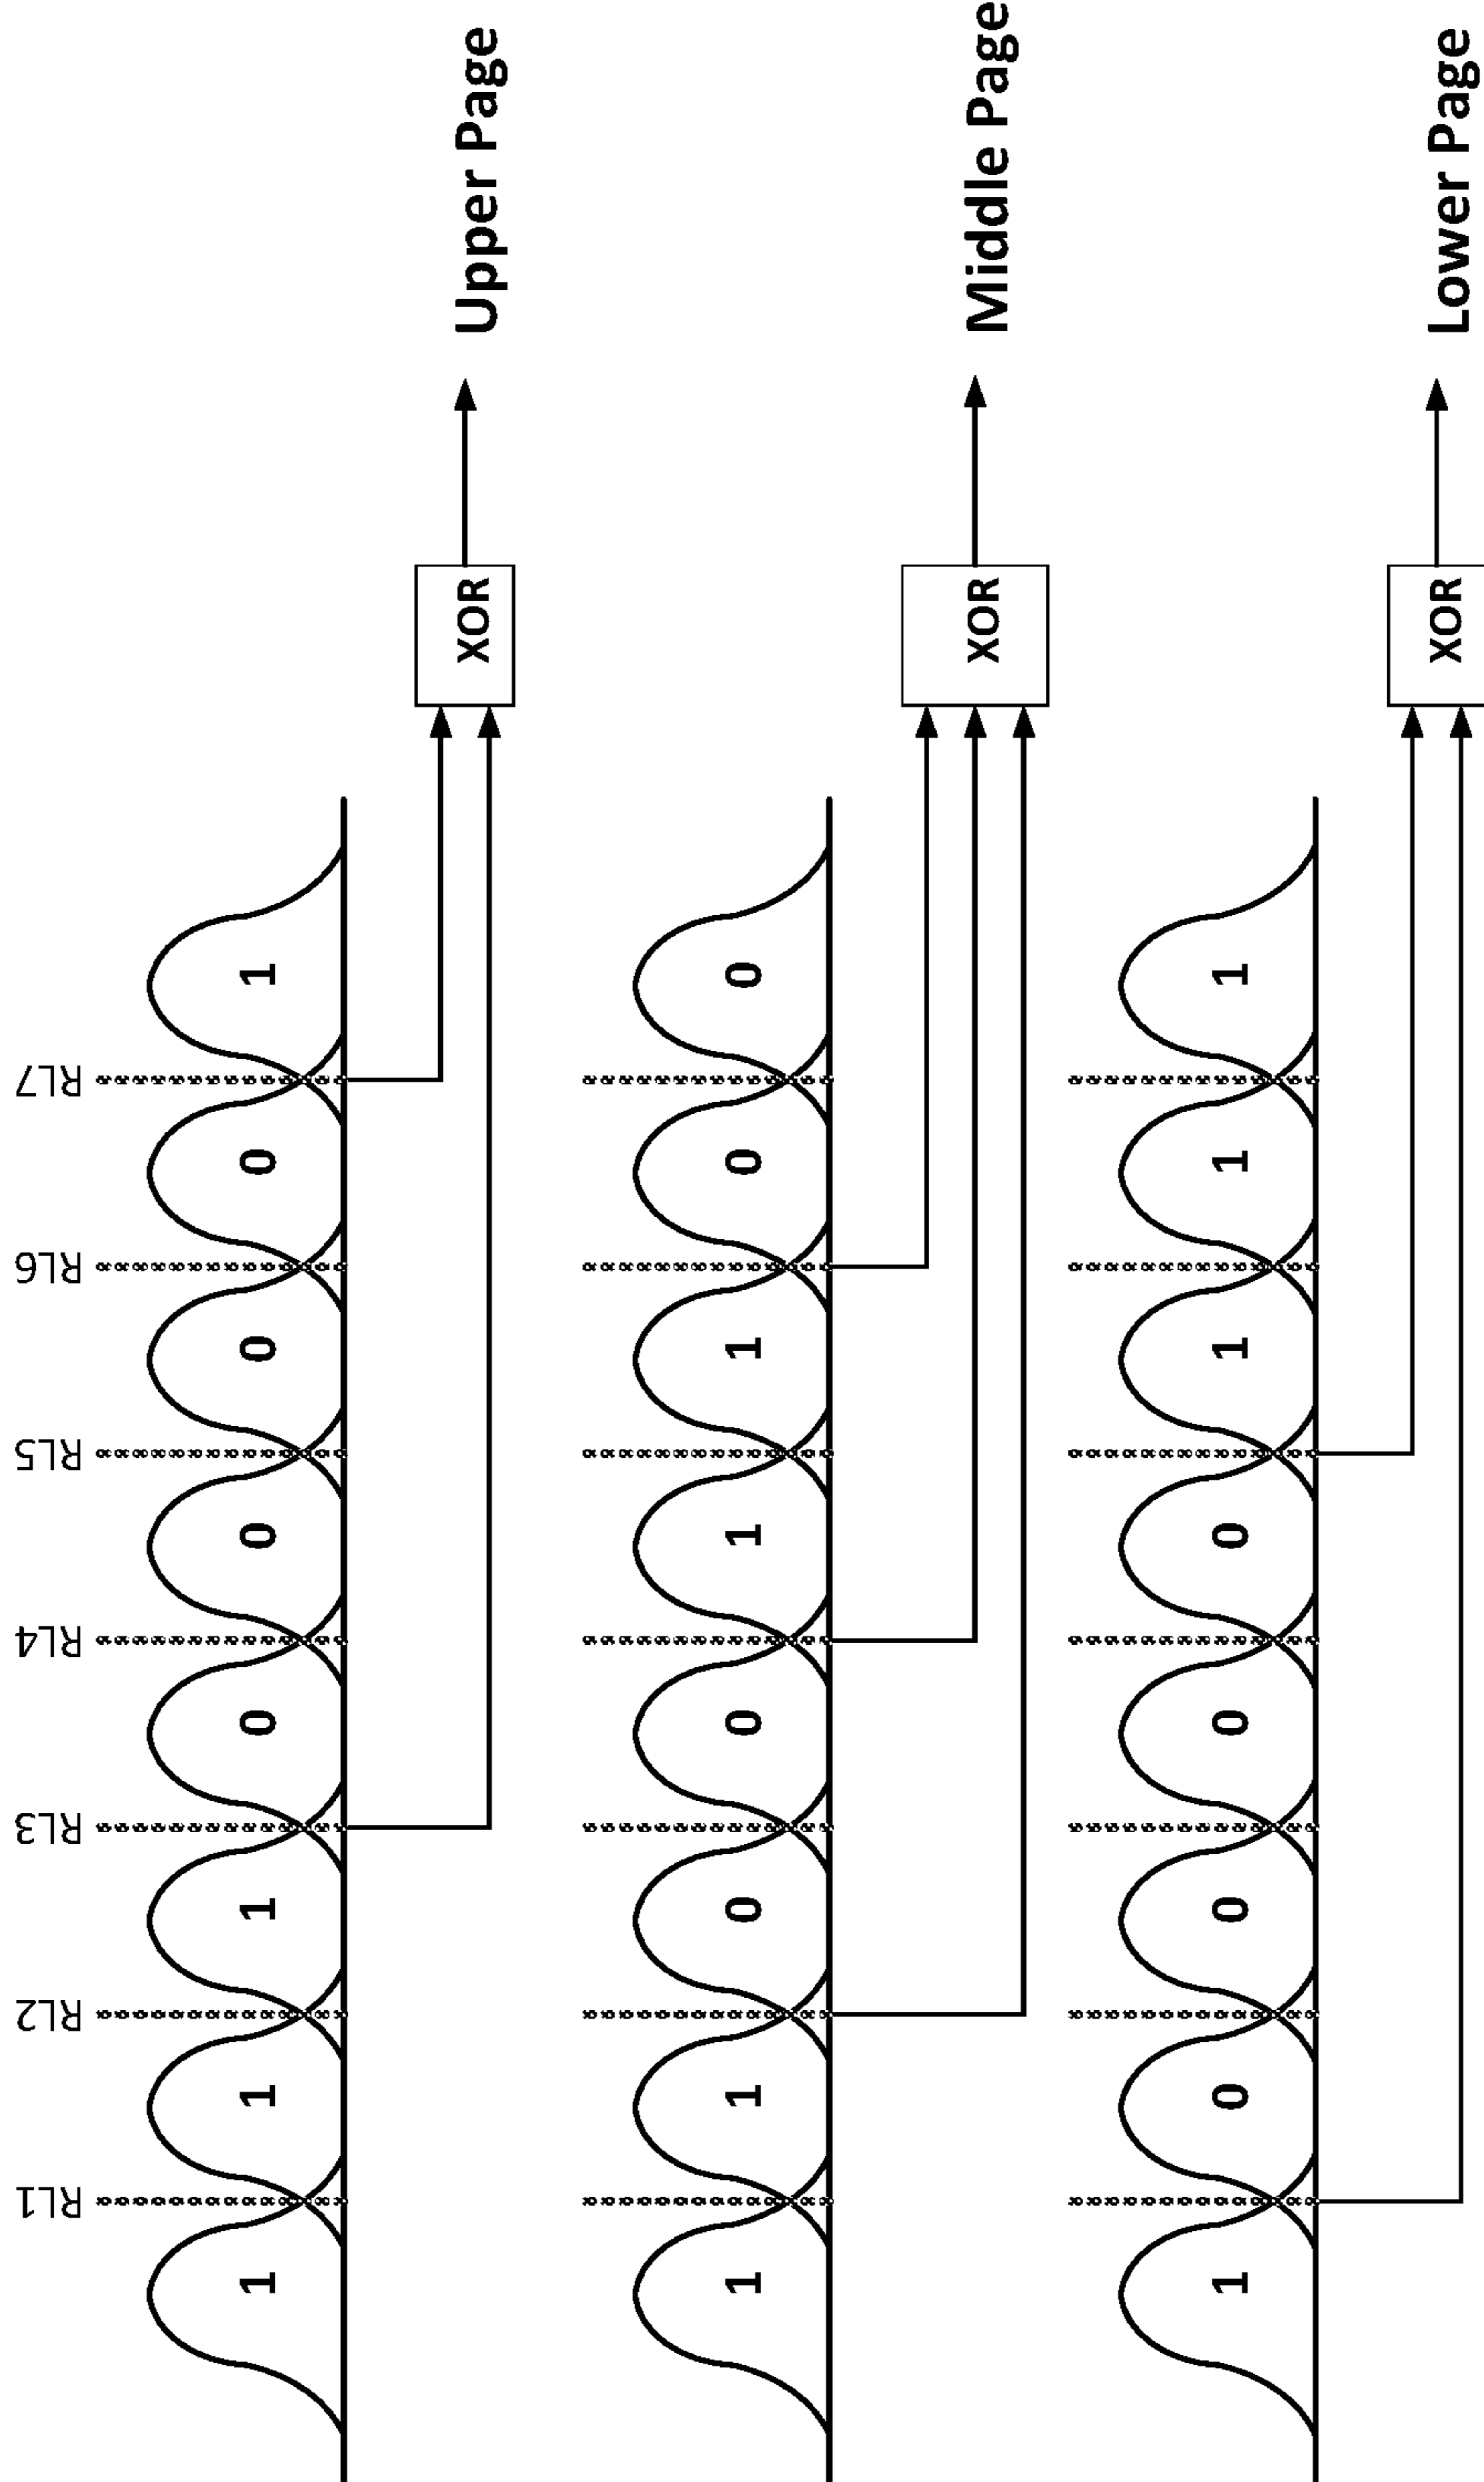 RL1 RL2 RL3 RL4 RL5 RL6 RL7
1 1 1 0 0 0 0 1
XOR
Upper Page
1 1 0 0 1 1 0 0
XOR
Middle Page
1 0 0 0 0 1 1 1
XOR
Lower Page